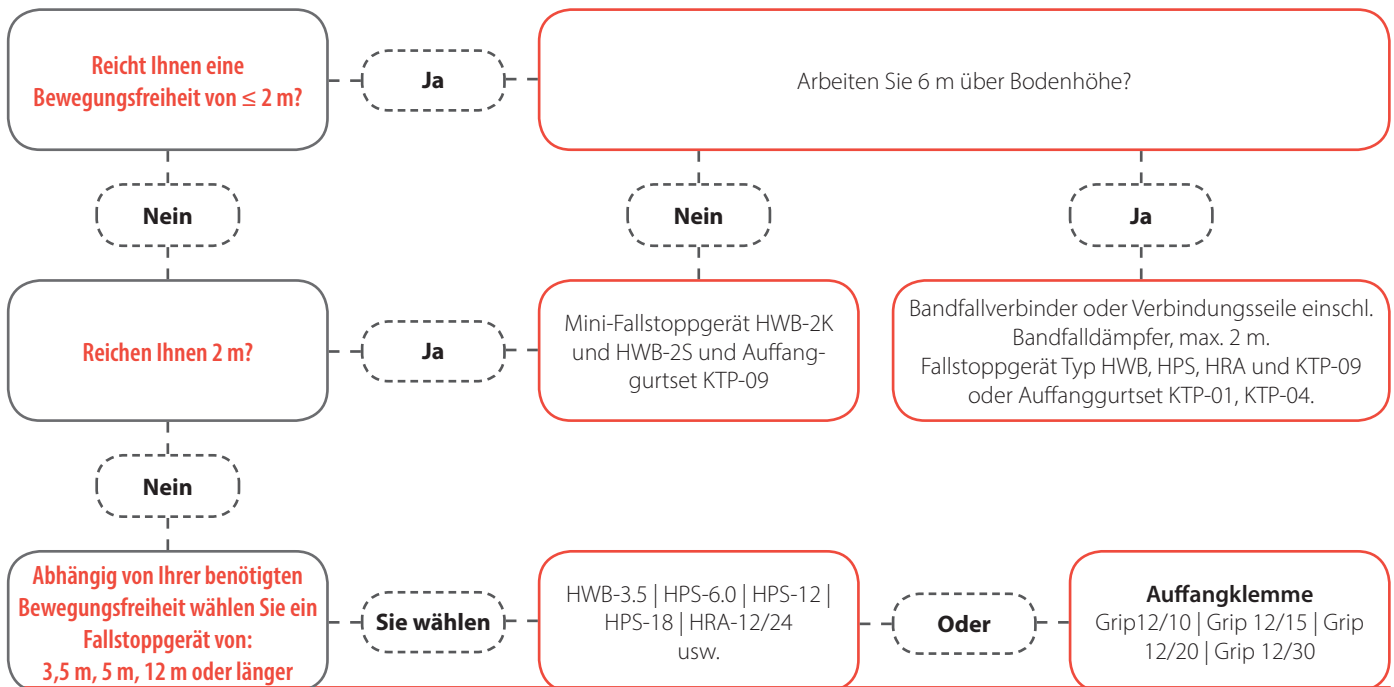 Reicht Ihnen eine
Bewegungsfreiheit von ≤ 2 m?
Ja
Arbeiten Sie 6 m über Bodenhöhe?
Nein
Nein
Ja
Reichen Ihnen 2 m?
Ja
Mini-Fallstoppgerät HWB-2K
und HWB-2S und Auffang-
gurtset KTP-09
Bandfallverbinder oder Verbindungsseile einschl.
Bandfalldämpfer, max. 2 m.
Fallstoppgerät Typ HWB, HPS, HRA und KTP-09
oder Auffanggurtset KTP-01, KTP-04.
Nein
Abhängig von Ihrer benötigten
Bewegungsfreiheit wählen Sie ein
Fallstoppgerät von:
3,5 m, 5 m, 12 m oder länger
Sie wählen
HWB-3.5 | HPS-6.0 | HPS-12 |
HPS-18 | HRA-12/24
usw.
Oder
Auffangklemme
Grip12/10 | Grip 12/15 | Grip
12/20 | Grip 12/30